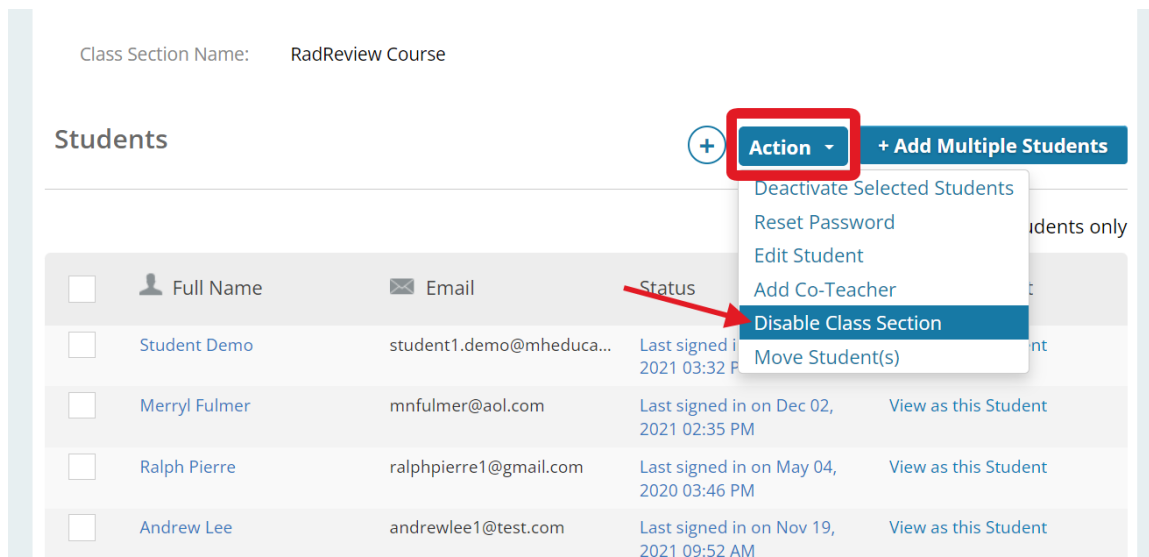 Class Section Name: RadReview Course
Students
+ Action + Add Multiple Students
Deactivate Selected Students
Reset Password
Edit Student
Add Co-Teacher
Disable Class Section
Move Student(s)
only
Full Name Email Status
Student Demo student1.demo@mheduca... Last signed
2021 03:32
Merryl Fulmer mnfulmer@aol.com Last signed in on Dec 02, View as this Student
2021 02:35 PM
Ralph Pierre ralphpierre1@gmail.com Last signed in on May 04, View as this Student
2020 03:46 PM
Andrew Lee andrewlee1@test.com Last signed in on Nov 19, View as this Student
2021 09:52 AM